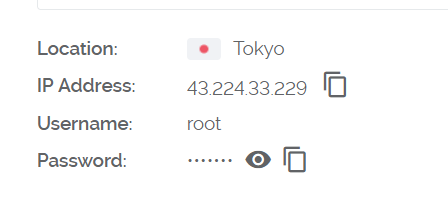 Location: Tokyo
IP Address: 43.224.33.229
Username: root
Password: ·······